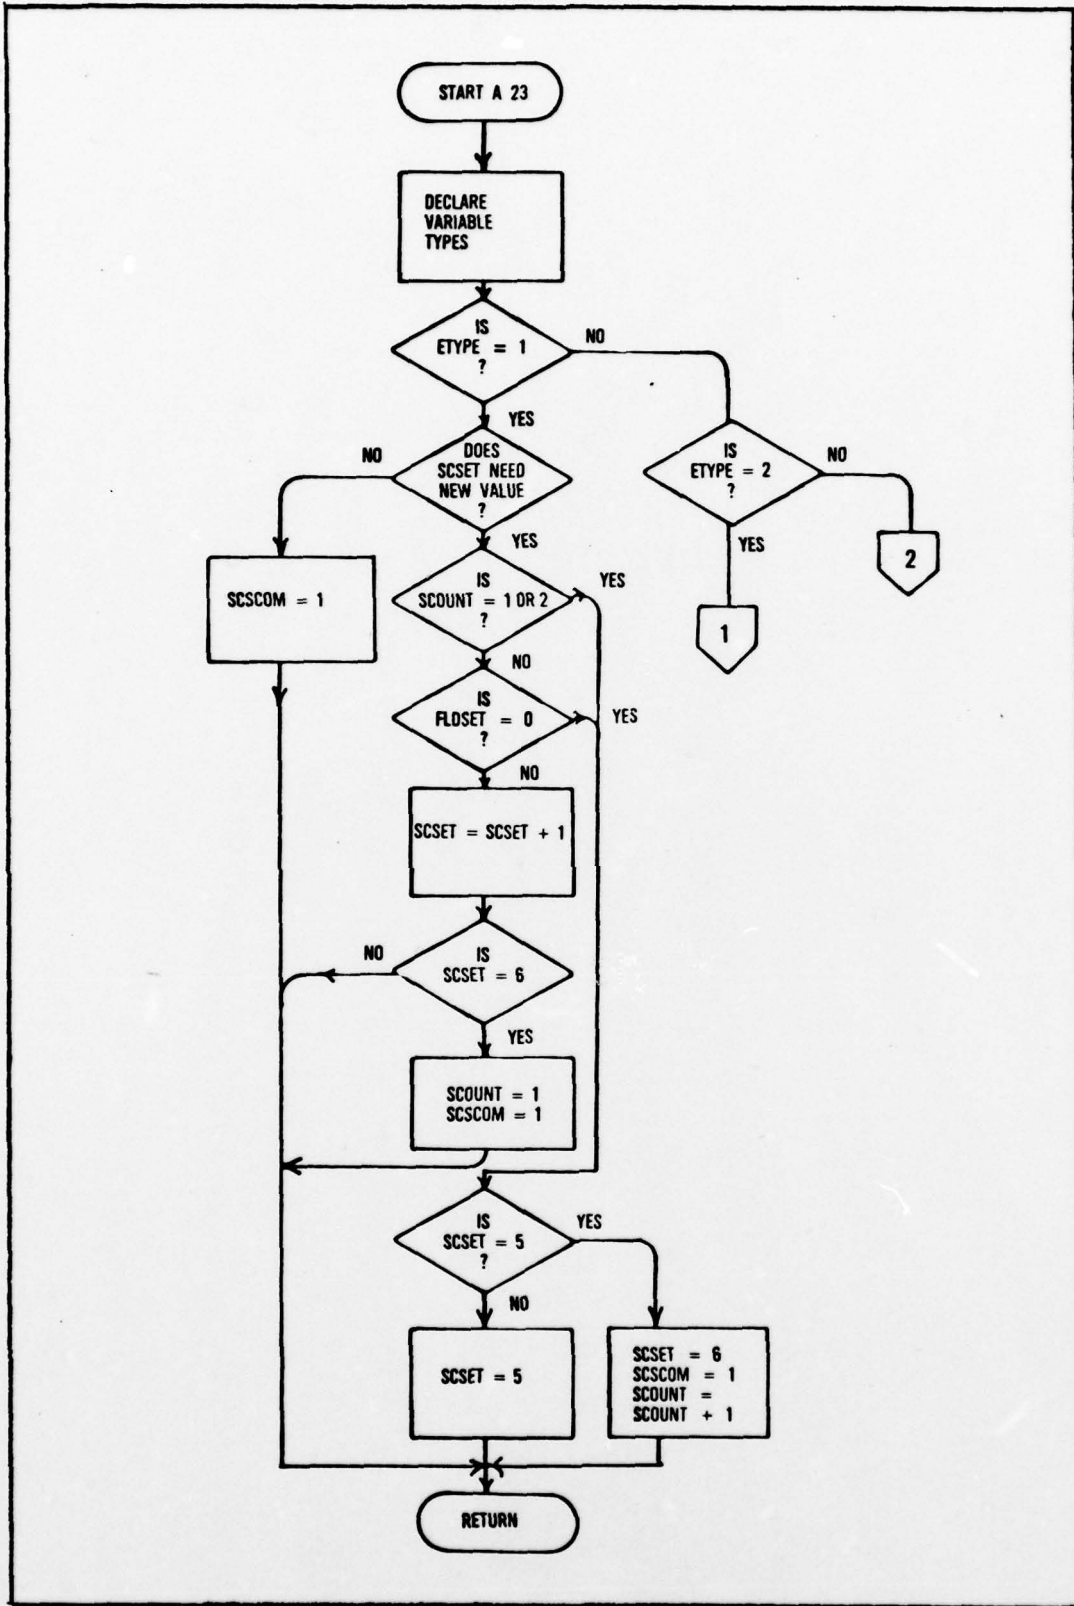 START A 23
DECLARE
VARIABLE
TYPES
IS
ETYPE = 1
?
NO
YES
IS
ETYPE = 2
?
NO
YES
2
1
DOES
SCSET NEED
NEW VALUE
?
NO
YES
SCSCOM = 1
IS
SCOUNT = 1 OR 2
?
YES
NO
IS
FLDSET = 0
?
YES
NO
SCSET = SCSET + 1
IS
SCSET = 6
NO
YES
SCOUNT = 1
SCSCOM = 1
IS
SCSET = 5
?
YES
NO
SCSET = 5
SCSET = 6
SCSCOM = 1
SCOUNT =
SCOUNT + 1
RETURN